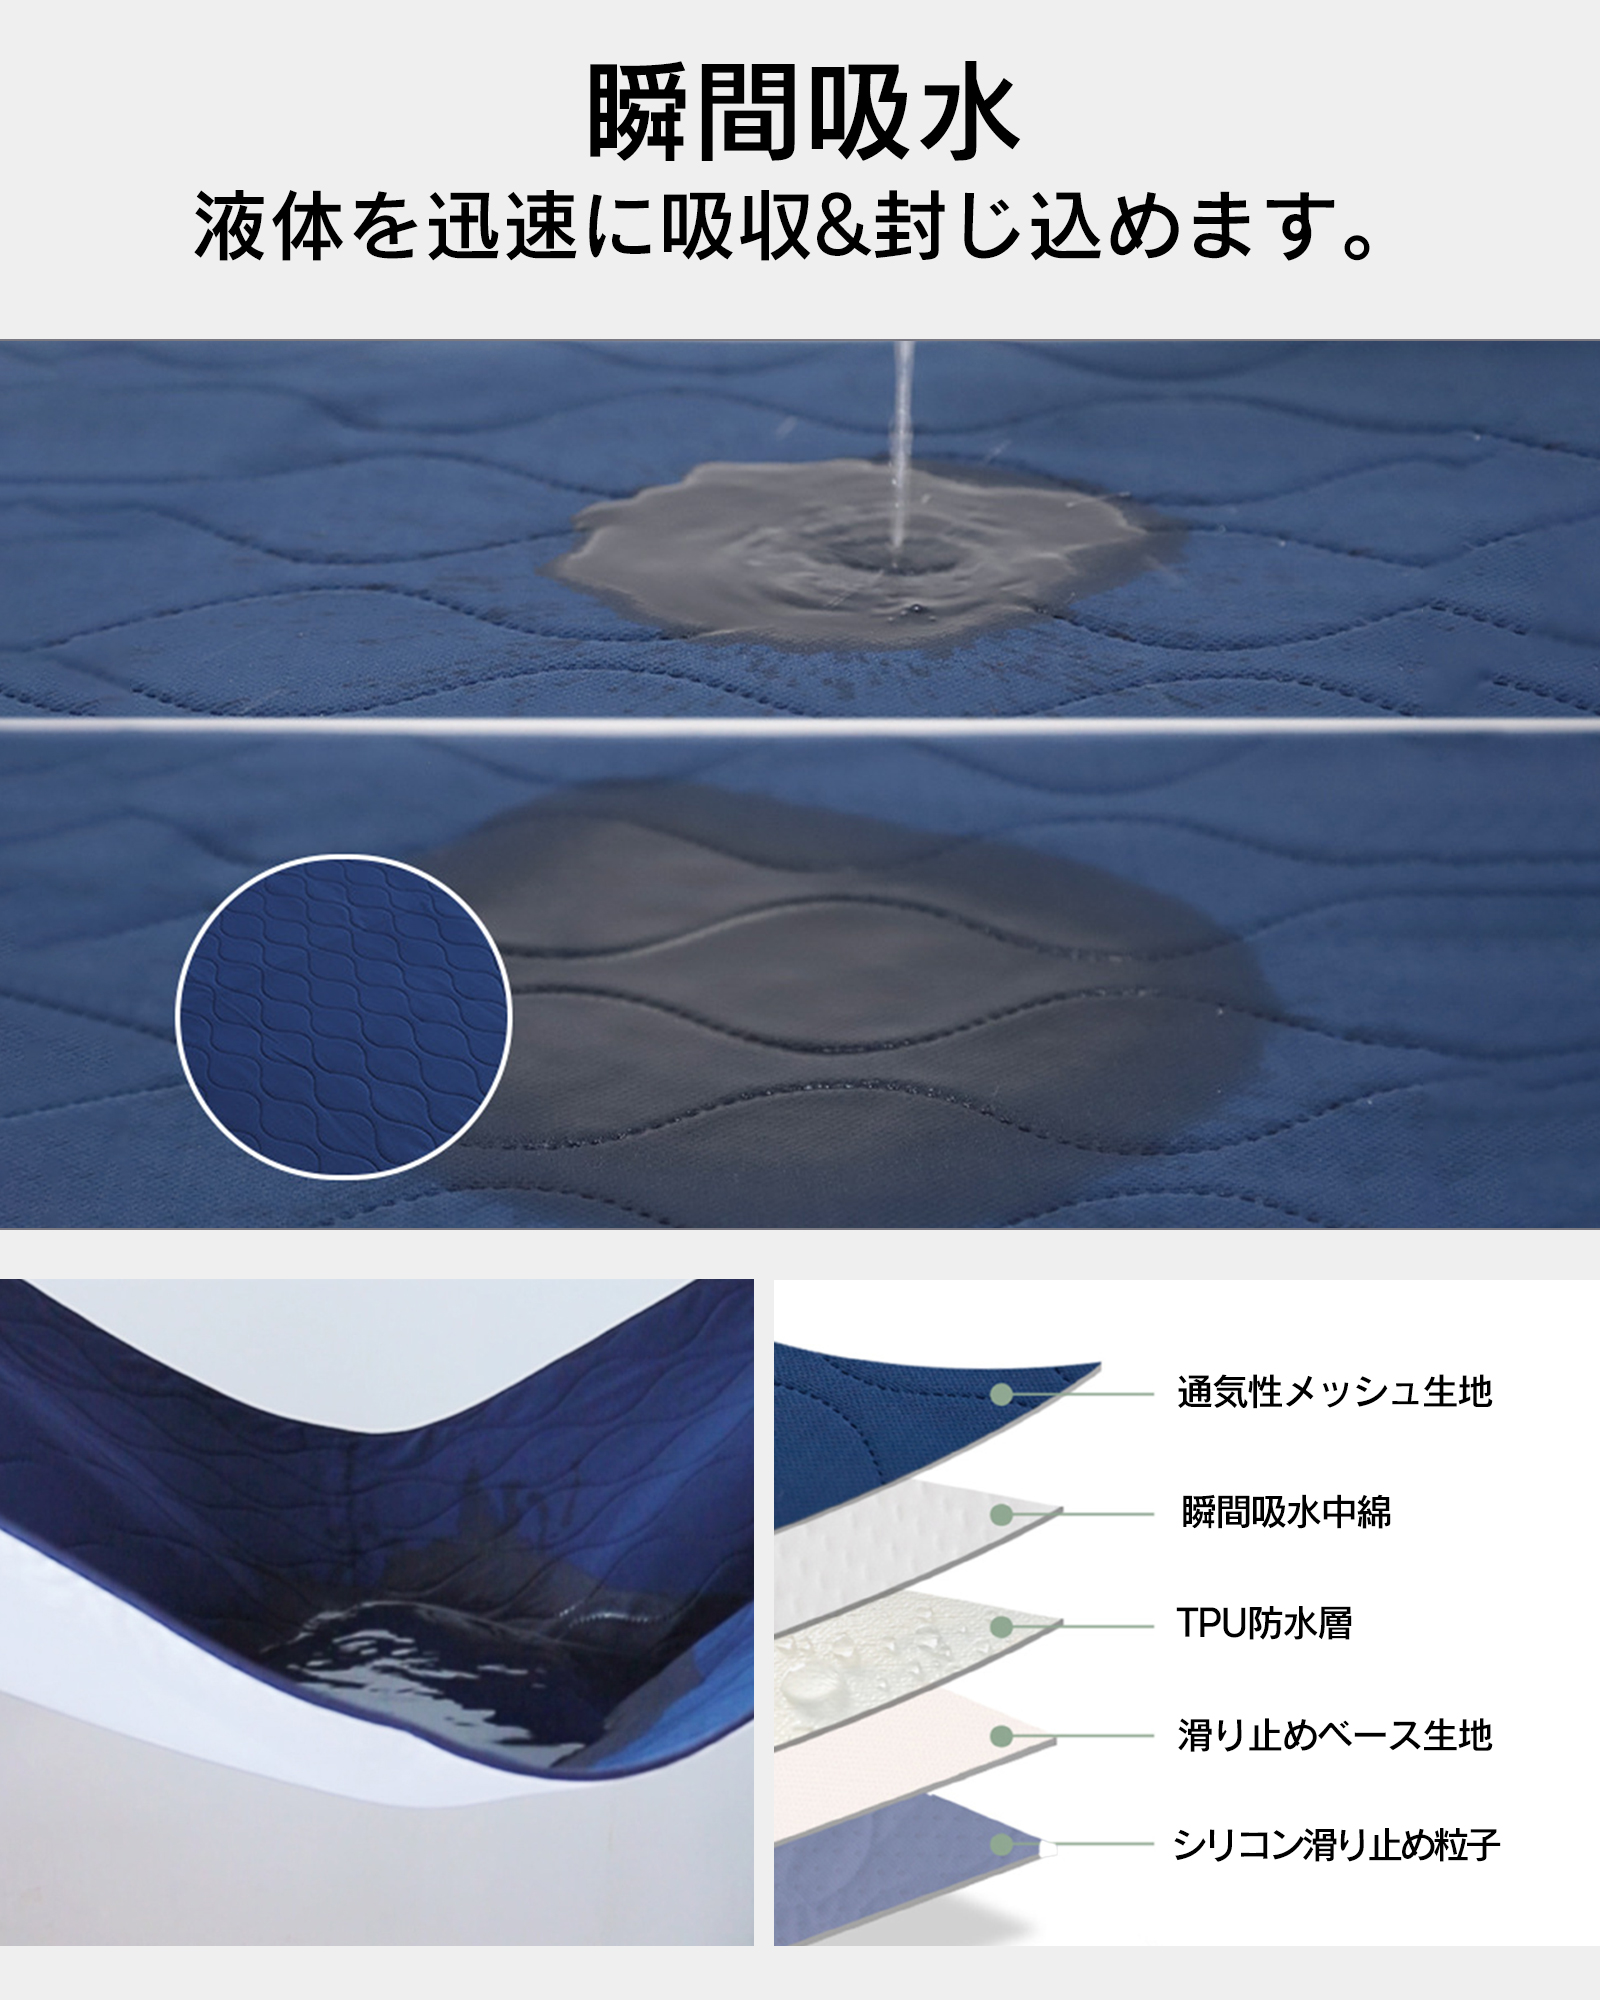 瞬間吸水
液体を迅速に吸収&封じ込めます。
通気性メッシュ生地
瞬間吸水中綿
TPU防水層
滑り止めベース生地
シリコン滑り止め粒子